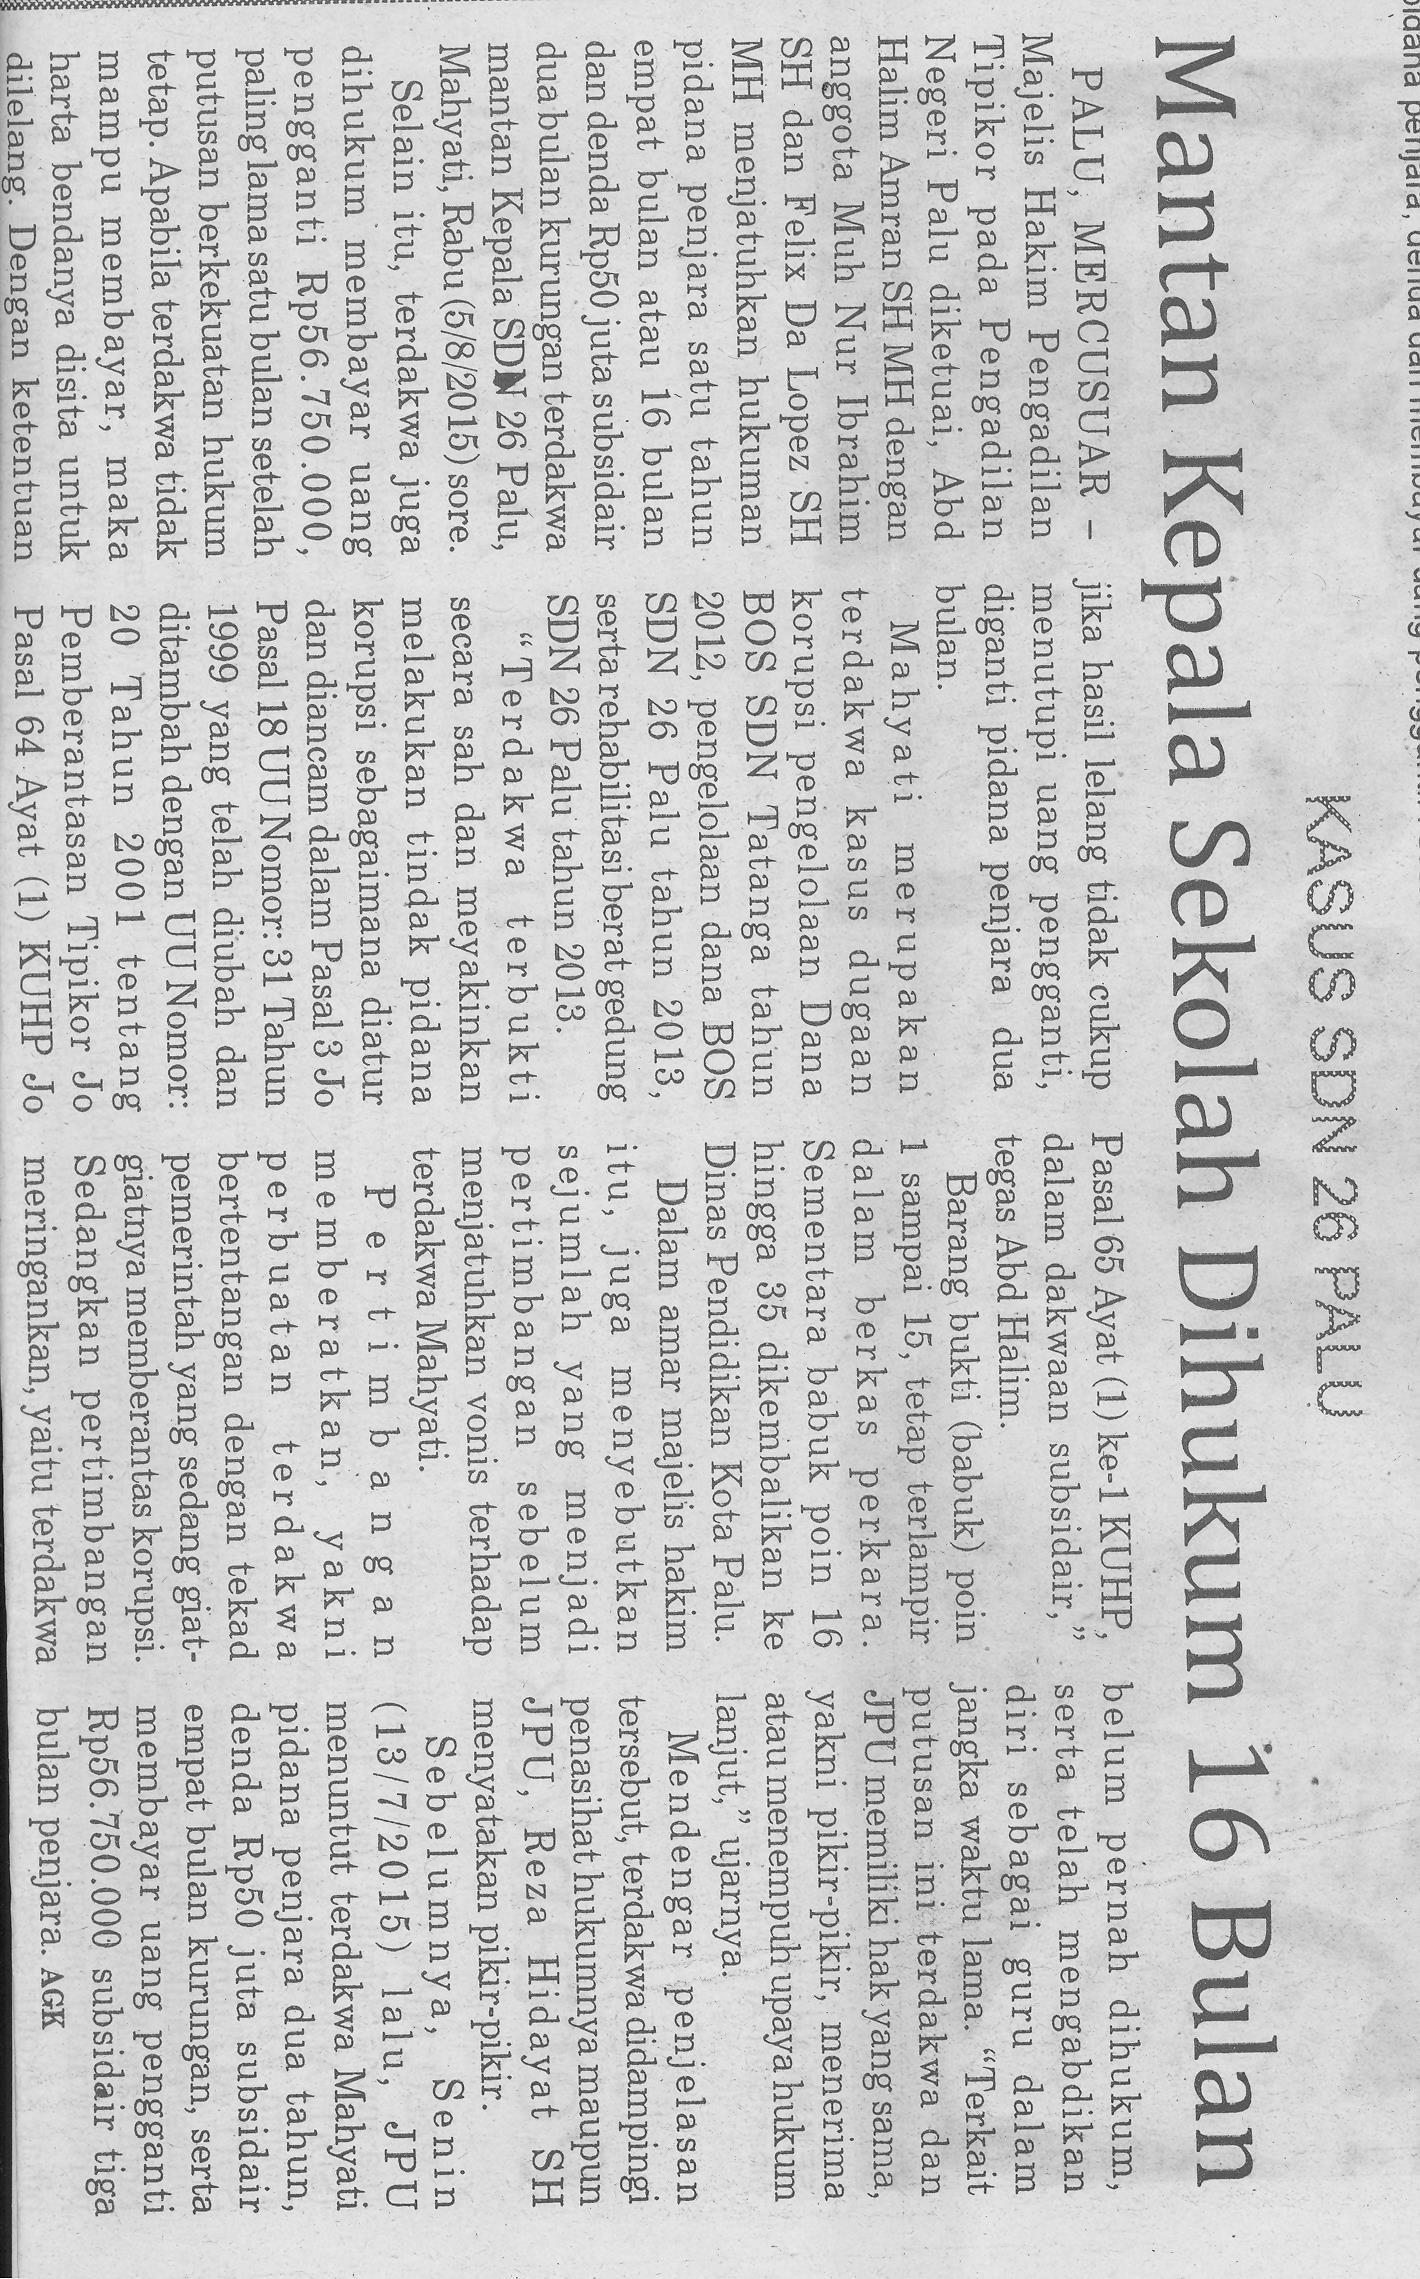 KASUS SDN 26 PALU
Mantan Kepala Sekolah Dihukum 16 Bulan
PALU, MERCUSUAR –
Majelis Hakim Pengadilan
Tipikor pada Pengadilan
Negeri Palu diketuai, Abd
Halim Amran SH MH dengan
anggota Muh Nur Ibrahim
SH dan Felix Da Lopez SH
MH menjatuhkan hukuman
pidana penjara satu tahun
empat bulan atau 16 bulan
dan denda Rp50 juta subsidair
dua bulan kurungan terdakwa
mantan Kepala SDN 26 Palu,
Mahyati, Rabu (5/8/2015) sore.
Selain itu, terdakwa juga
dihukum membayar uang
pengganti Rp56.750.000,
paling lama satu bulan setelah
putusan berkekuatan hukum
tetap. Apabila terdakwa tidak
mampu membayar, maka
harta bendanya disita untuk
dilelang. Dengan ketentuan
jika hasil lelang tidak cukup
menutupi uang pengganti,
diganti pidana penjara dua
bulan.
Mahyati merupakan
terdakwa kasus dugaan
korupsi pengelolaan Dana
BOS SDN Tatanga tahun
2012, pengelolaan dana BOS
SDN 26 Palu tahun 2013,
serta rehabilitasi berat gedung
SDN 26 Palu tahun 2013.
“Terdakwa terbukti
secara sah dan meyakinkan
melakukan tindak pidana
korupsi sebagaimana diatur
dan diancam dalam Pasal 3 Jo
Pasal 18 UU Nomor: 31 Tahun
1999 yang telah diubah dan
ditambah dengan UU Nomor:
20 Tahun 2001 tentang
Pemberantasan Tipikor Jo
Pasal 64 Ayat (1) KUHP Jo
Pasal 65 Ayat (1) ke-1 KUHP,
dalam dakwaan subsidair,”
tegas Abd Halim.
Barang bukti (babuk) poin
1 sampai 15, tetap terlampir
dalam berkas perkara.
Sementara babuk poin 16
hingga 35 dikembalikan ke
Dinas Pendidikan Kota Palu.
Dalam amar majelis hakim
itu, juga menyebutkan
sejumlah yang menjadi
pertimbangan sebelum
menjatuhkan vonis terhadap
terdakwa Mahyati.
Pertimbangan
memberatkan, yakni
perbuatan terdakwa
bertentangan dengan tekad
pemerintah yang sedang giat-
giatnya memberantas korupsi.
Sedangkan pertimbangan
meringankan, yaitu terdakwa
belum pernah dihukum,
serta telah mengabdikan
diri sebagai guru dalam
jangka waktu lama. “Terkait
putusan ini terdakwa dan
JPU memiliki hak yang sama,
yakni pikir-pikir, menerima
atau menempuh upaya hukum
lanjut,” ujarnya.
Mendengar penjelasan
tersebut, terdakwa didampingi
penasihat hukumnya maupun
JPU, Reza Hidayat SH
menyatakan pikir-pikir.
Sebelumnya, Senin
(13/7/2015) lalu, JPU
menuntut terdakwa Mahyati
pidana penjara dua tahun,
denda Rp50 juta subsidair
empat bulan kurungan, serta
membayar uang pengganti
Rp56.750.000 subsidair tiga
bulan penjara. AGK